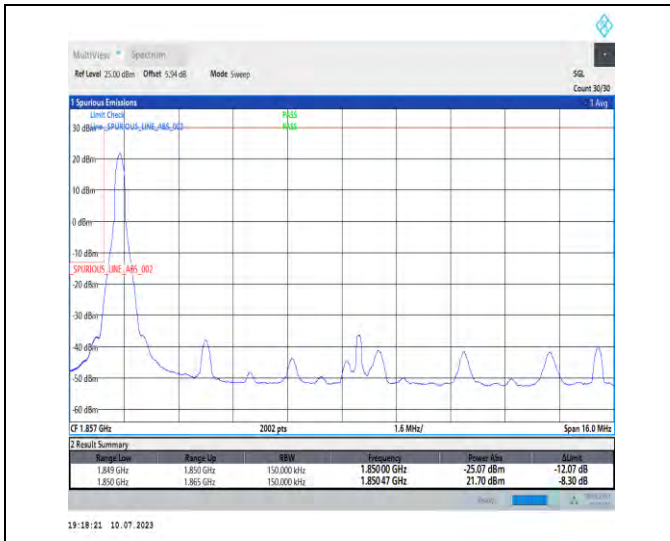 MultiView Spectrum
Ref Level 25.00 dBm Offset 5.94 dB Mode Sweep SGL
Count 30/30
1 Spurious Emissions 1 Avg
Limit Check PASS
Line _SPURIOUS_LINE_ABS_002 PASS
30 dBm
20 dBm
10 dBm
0 dBm
-10 dBm
_SPURIOUS_LINE_ABS_002
-20 dBm
-30 dBm
-40 dBm
-50 dBm
-60 dBm
CF 1.857 GHz 2002 pts 1.6 MHz/ Span 16.0 MHz
2 Result Summary
Range Low Range Up RBW Frequency Power Abs ΔLimit
1.849 GHz 1.850 GHz 150.000 kHz 1.85000 GHz -25.07 dBm -12.07 dB
1.850 GHz 1.865 GHz 150.000 kHz 1.85047 GHz 21.70 dBm -8.30 dB
Ready
19:18:21 10.07.2023